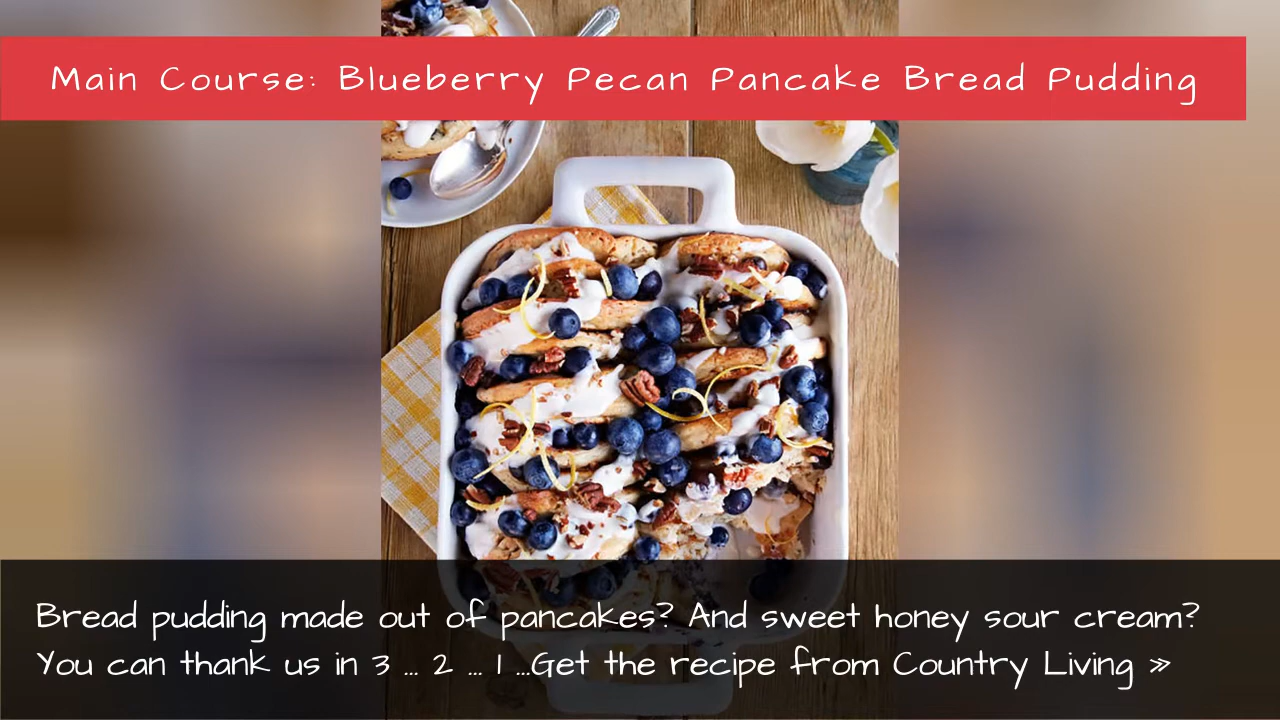 Main Course: Blueberry Pecan Pancake Bread Pudding
Bread pudding made out of pancakes? And sweet honey sour cream?
You can thank us in 3 ... 2 ... 1 ...Get the recipe from Country Living »